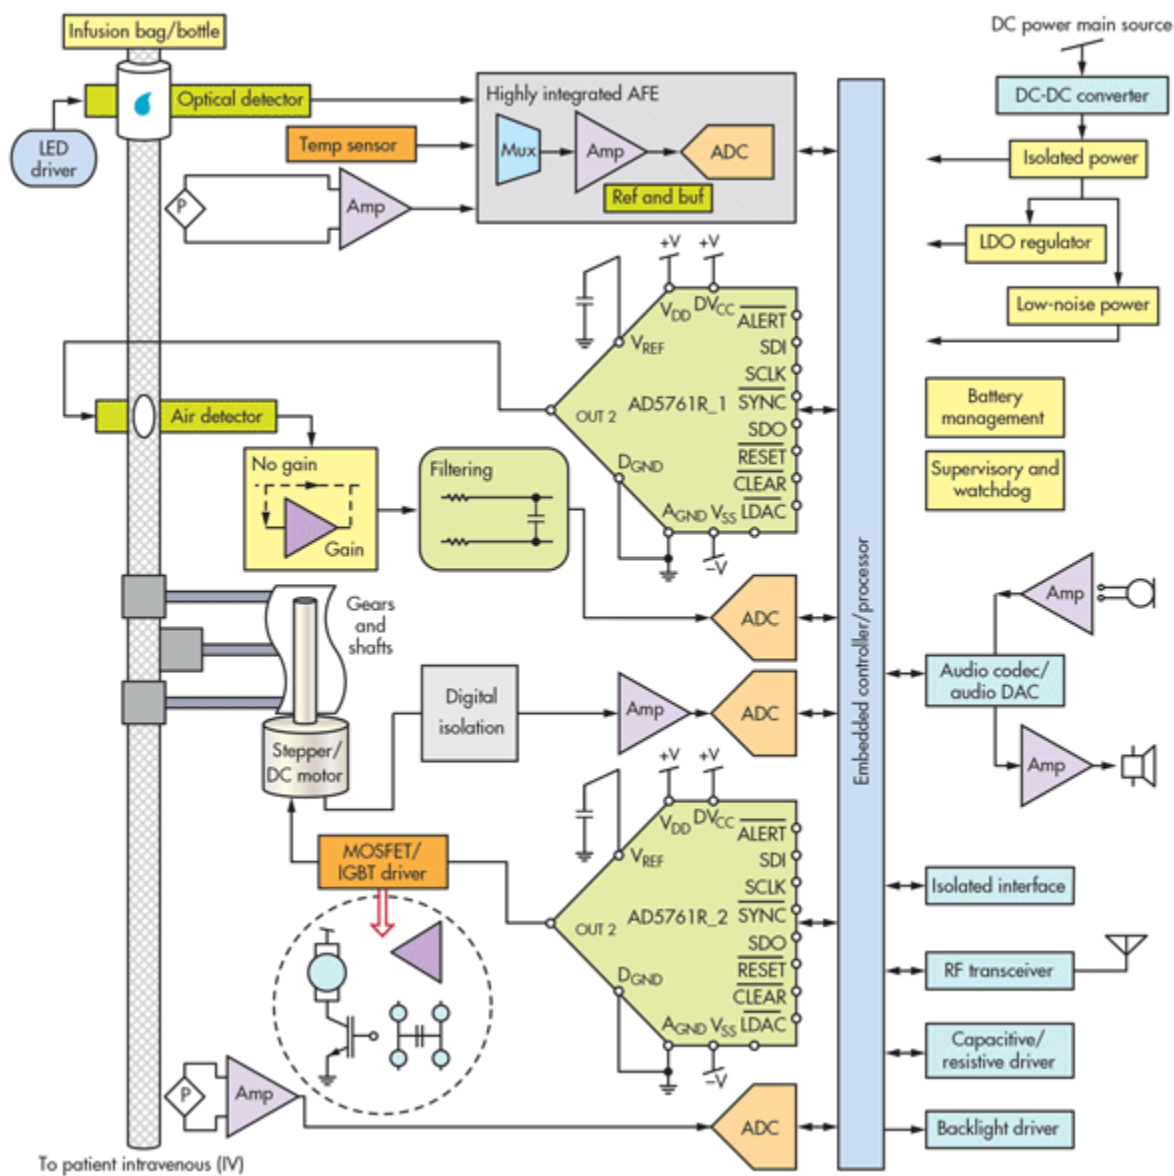 Infusion bag/bottle
DC power main source
Optical detector
Highly integrated AFE
DC-DC converter
LED
driver
Temp sensor
Mux
Amp
ADC
Isolated power
Ref and buf
P
Amp
LDO regulator
Low-noise power
+V
+V
VDD
DVCC
ALERT
VREF
SDI
SCLK
OUT 2
AD5761R_1
SYNC
SDO
DGND
RESET
CLEAR
AGND
VSS
LDAC
–V
Air detector
Battery
management
No gain
Gain
Filtering
Supervisory and
watchdog
Gears
and
shafts
ADC
Embedded controller/processor
Amp
Digital
isolation
Amp
ADC
Audio codec/
audio DAC
Stepper/
DC motor
Amp
+V
+V
VDD
DVCC
ALERT
VREF
SDI
SCLK
OUT 2
AD5761R_2
SYNC
SDO
DGND
RESET
CLEAR
AGND
VSS
LDAC
–V
MOSFET/
IGBT driver
Isolated interface
RF transceiver
Capacitive/
resistive driver
P
Amp
ADC
Backlight driver
To patient intravenous (IV)